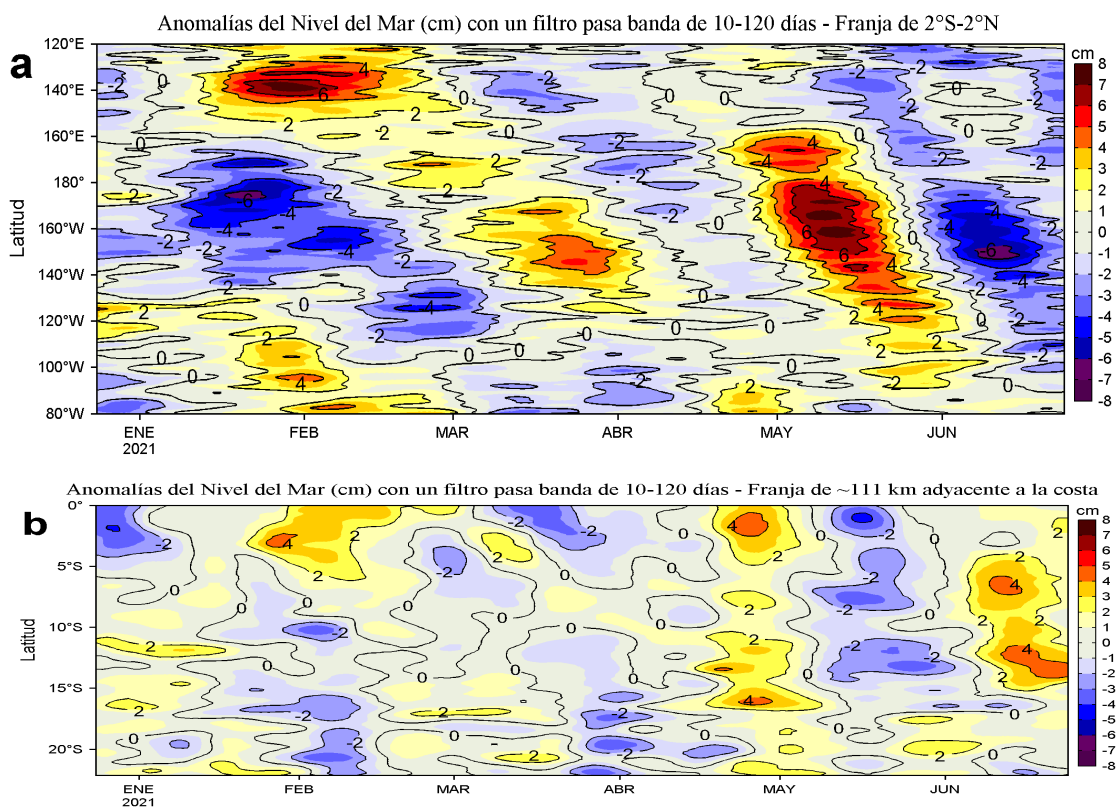 Anomalías del Nivel del Mar (cm) con un filtro pasa banda de 10-120 días - Franja de 2°S-2°N
a
cm
Latitud
120°E
140°E
160°E
180°
160°W
140°W
120°W
100°W
80°W
ENE
2021
FEB
MAR
ABR
MAY
JUN
8
7
6
5
4
3
2
1
0
-1
-2
-3
-4
-5
-6
-7
-8
Anomalías del Nivel del Mar (cm) con un filtro pasa banda de 10-120 días - Franja de ~111 km adyacente a la costa
b
cm
Latitud
0°
5°S
10°S
15°S
20°S
ENE
2021
FEB
MAR
ABR
MAY
JUN
8
7
6
5
4
3
2
1
0
-1
-2
-3
-4
-5
-6
-7
-8